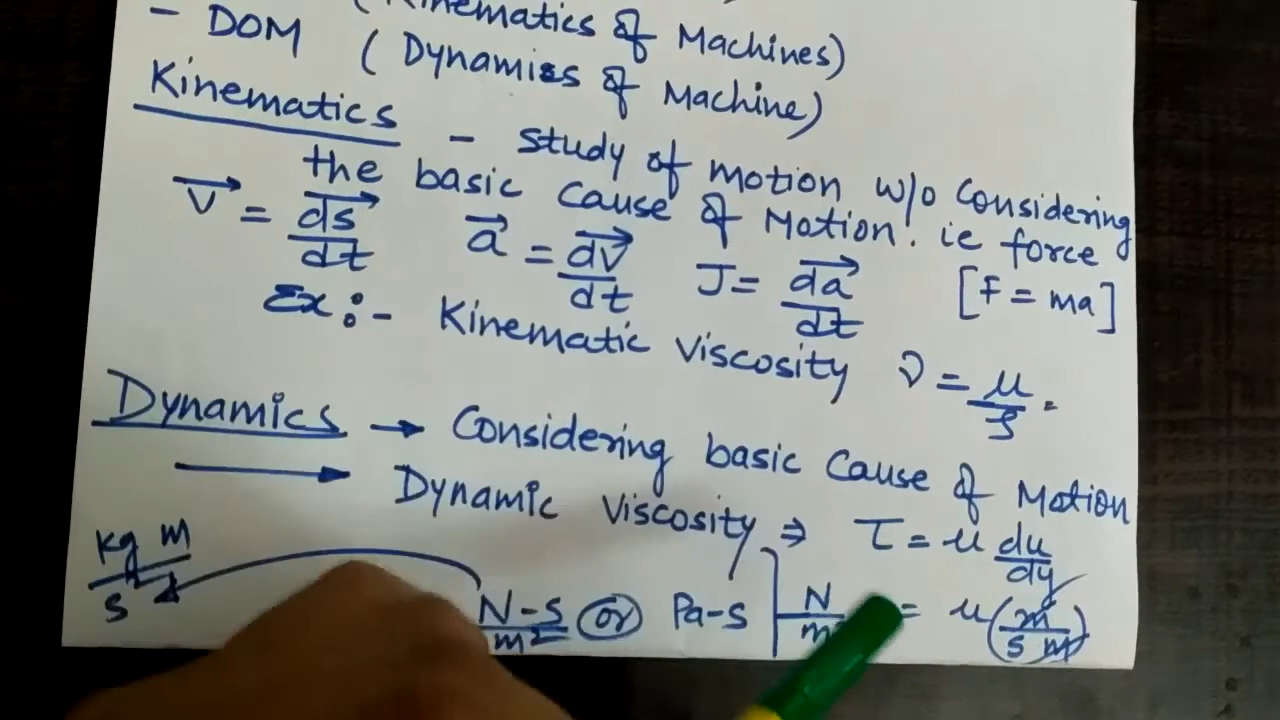 (Kinematics of Machines)
- DOM (Dynamics of Machine)
Kinematics - Study of motion w/o Considering
the basic Cause of Motion. ie force
v = ds/dt a = dv/dt J = da/dt [F = ma]
Ex:- Kinematic Viscosity ν = μ/ρ.
Dynamics → Considering basic Cause of Motion
→ Dynamic Viscosity ⇒ τ = μ du/dy
kg m/s N-s/m² or Pa-s N/m = μ(m/s m)